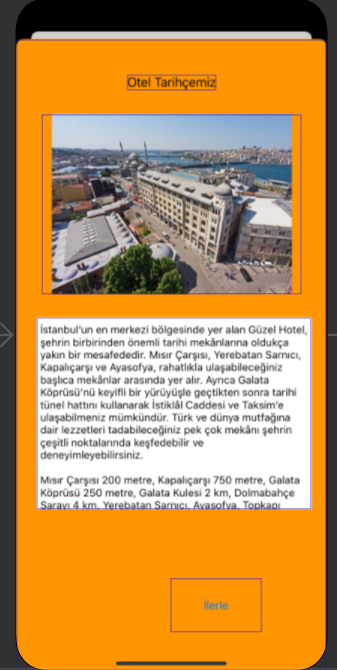 Otel Tarihçemiz
İstanbul'un en merkezi bölgesinde yer alan Güzel Hotel,
şehrin birbirinden önemli tarihi mekânlarına oldukça
yakın bir mesafededir. Mısır Çarşısı, Yerebatan Sarnıcı,
Kapalıçarşı ve Ayasofya, rahatlıkla ulaşabileceğiniz
başlıca mekânlar arasında yer alır. Ayrıca Galata
Köprüsü'nü keyifli bir yürüyüşle geçtikten sonra tarihi
tünel hattını kullanarak İstiklâl Caddesi ve Taksim'e
ulaşabilmeniz mümkündür. Türk ve dünya mutfağına
dair lezzetleri tadabileceğiniz pek çok mekânı şehrin
çeşitli noktalarında keşfedebilir ve
deneyimleyebilirsiniz.
Mısır Çarşısı 200 metre, Kapalıçarşı 750 metre, Galata
Köprüsü 250 metre, Galata Kulesi 2 km, Dolmabahçe
Sarayı 4 km, Yerebatan Sarnıcı, Ayasofya, Topkapı
İlerle